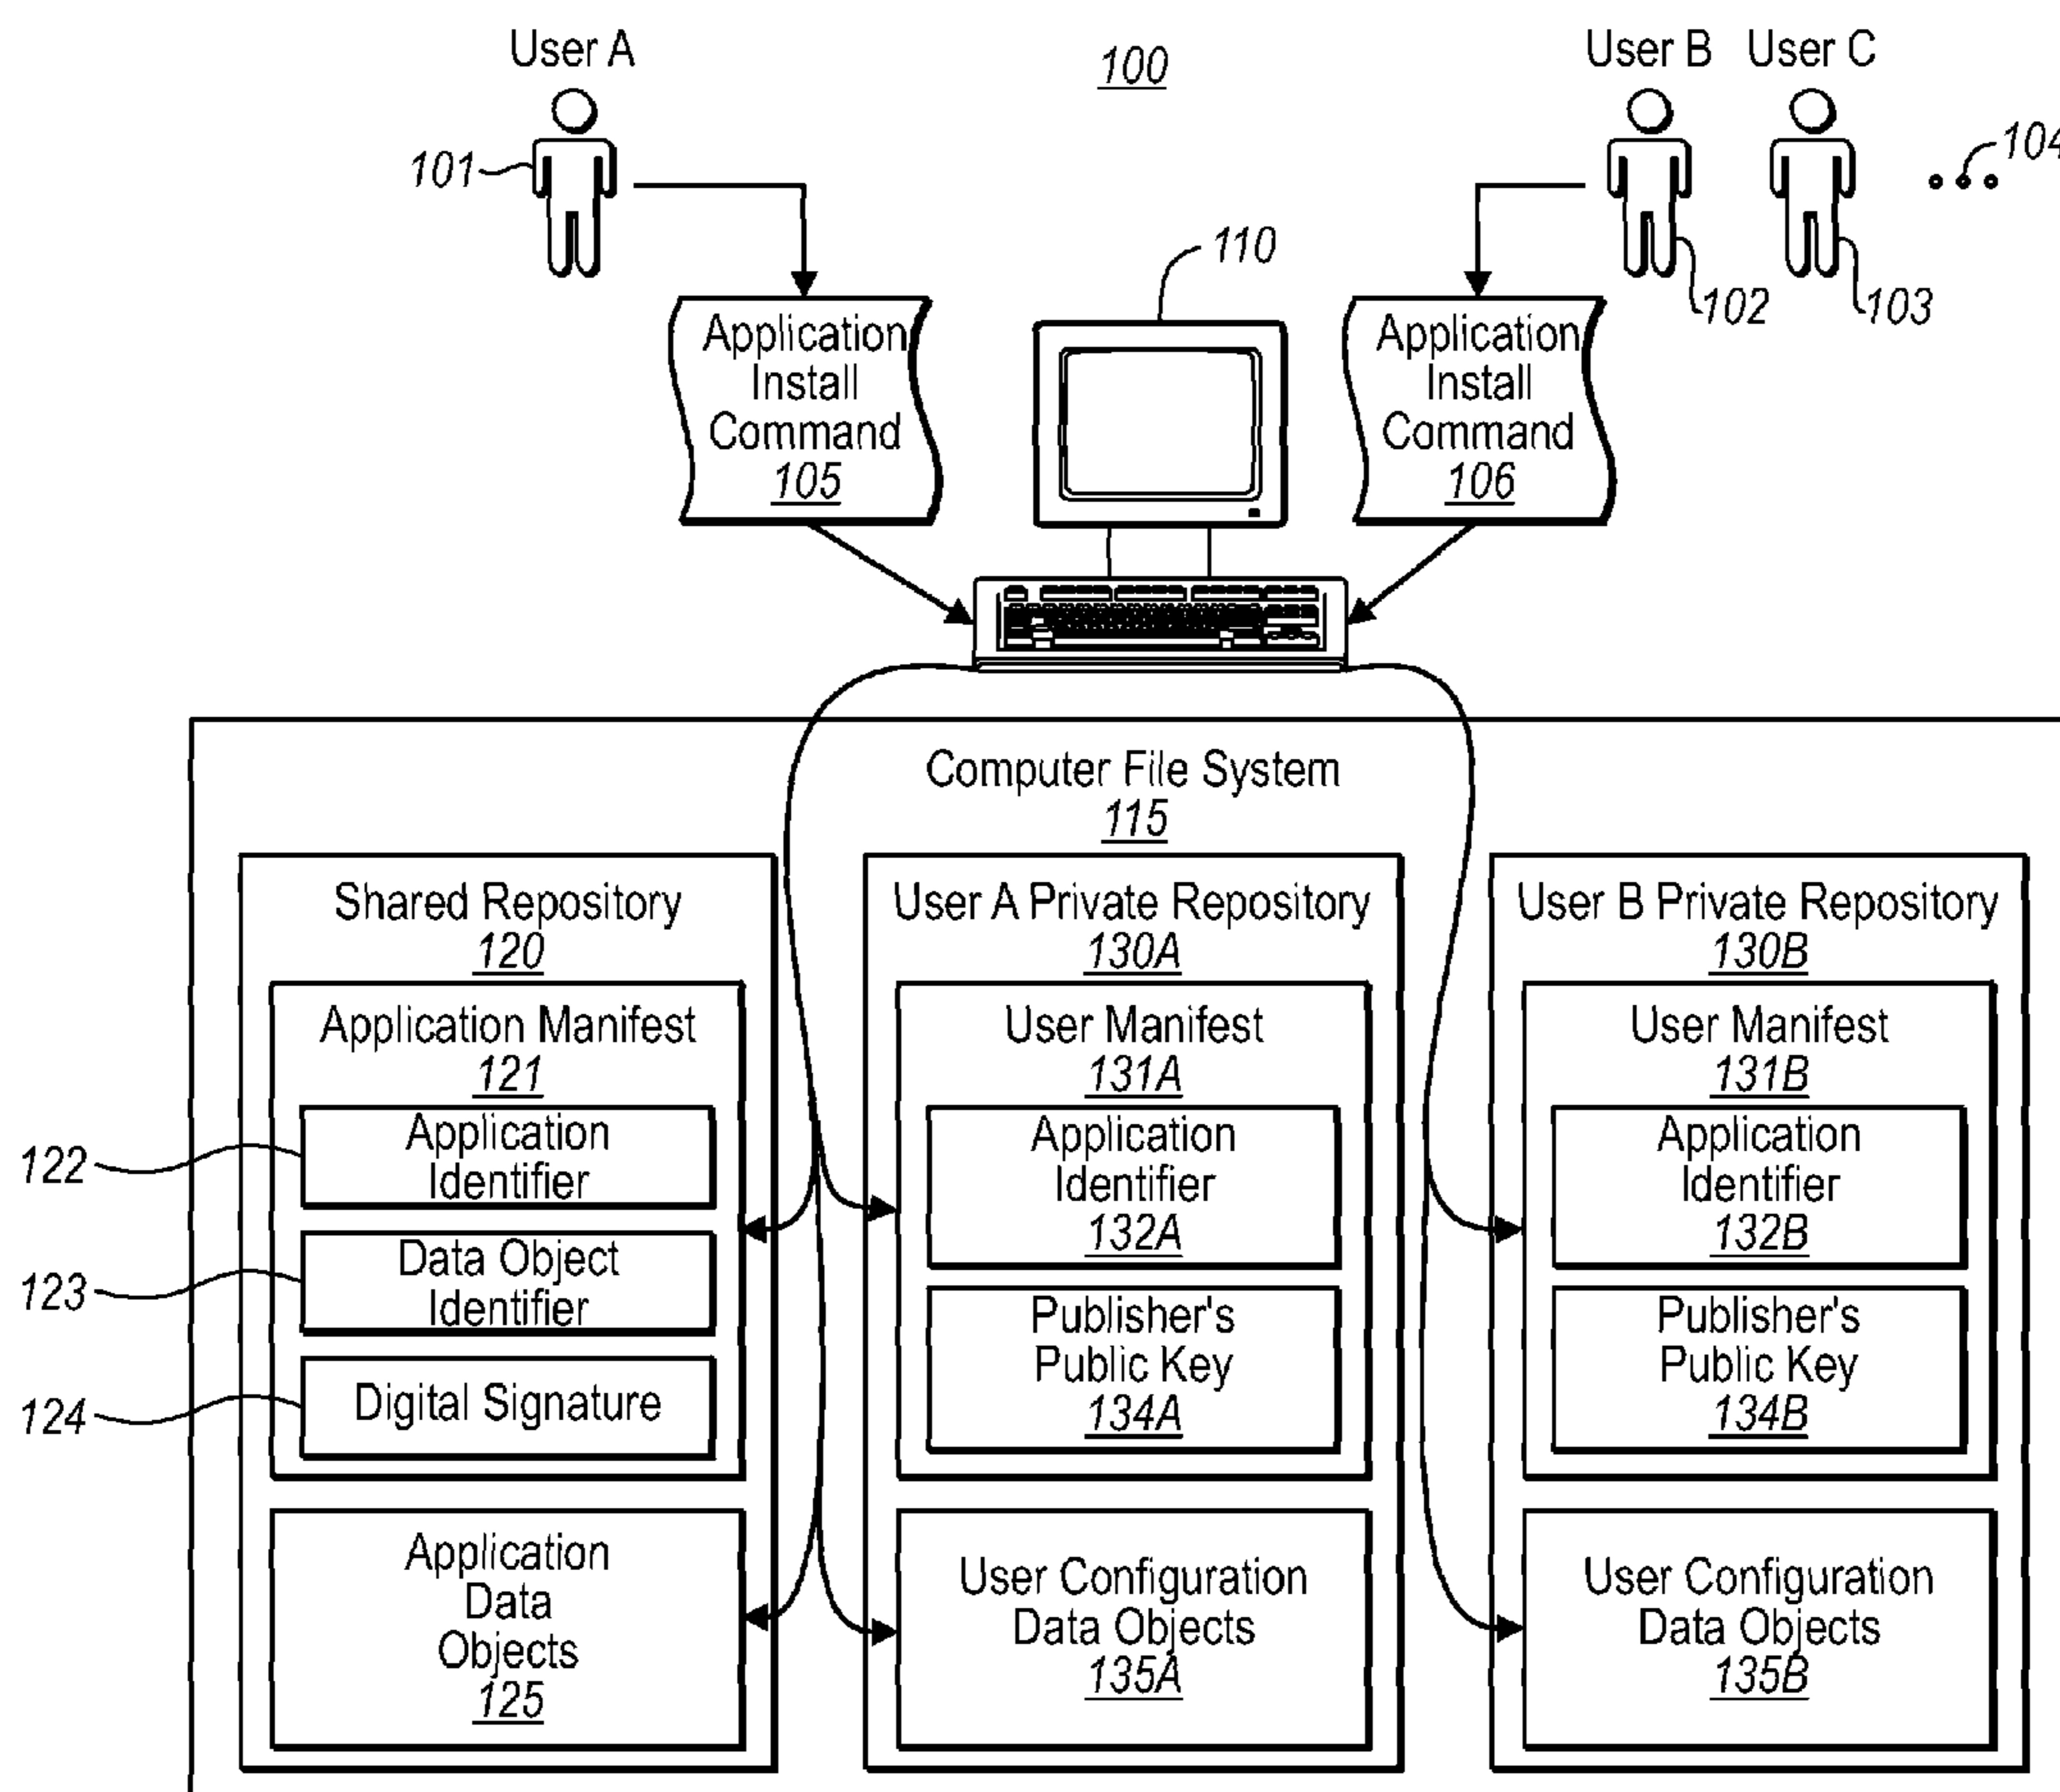 User A
100
User B
User C
101
104
110
102
103
Application
Install
Command
105
Application
Install
Command
106
Computer File System
115
Shared Repository
120
Application Manifest
121
122
Application
Identifier
123
Data Object
Identifier
124
Digital Signature
Application
Data
Objects
125
User A Private Repository
130A
User Manifest
131A
Application
Identifier
132A
Publisher's
Public Key
134A
User Configuration
Data Objects
135A
User B Private Repository
130B
User Manifest
131B
Application
Identifier
132B
Publisher's
Public Key
134B
User Configuration
Data Objects
135B